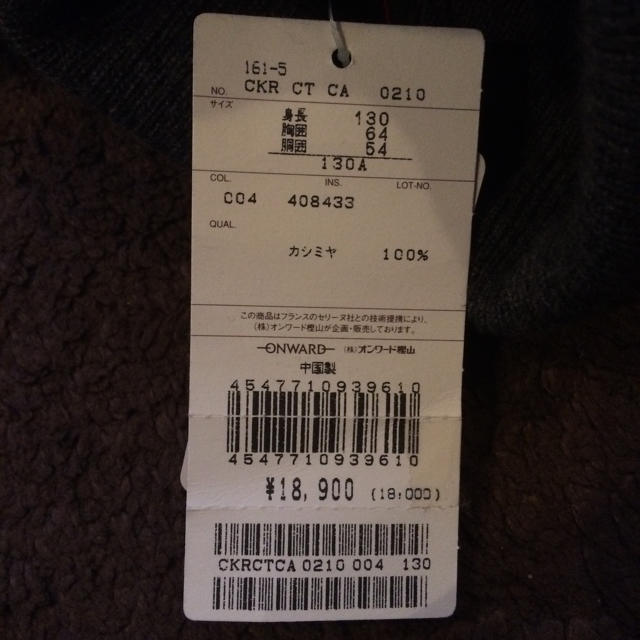 161-5
NO. CKR CT CA 0210
サイズ
身長 130
胸囲 64
胴囲 54
130A
COL. INS. LOT-NO.
004 408433
QUAL.
カシミヤ 100%
この商品はフランスのセリーヌ社との技術提携により、
(株)オンワード樫山が企画・販売しております。
ONWARD (株)オンワード樫山
中国製
4547710939610
4547710939610
¥18,900 (18,000)
CKRCTCA 0210 004 130